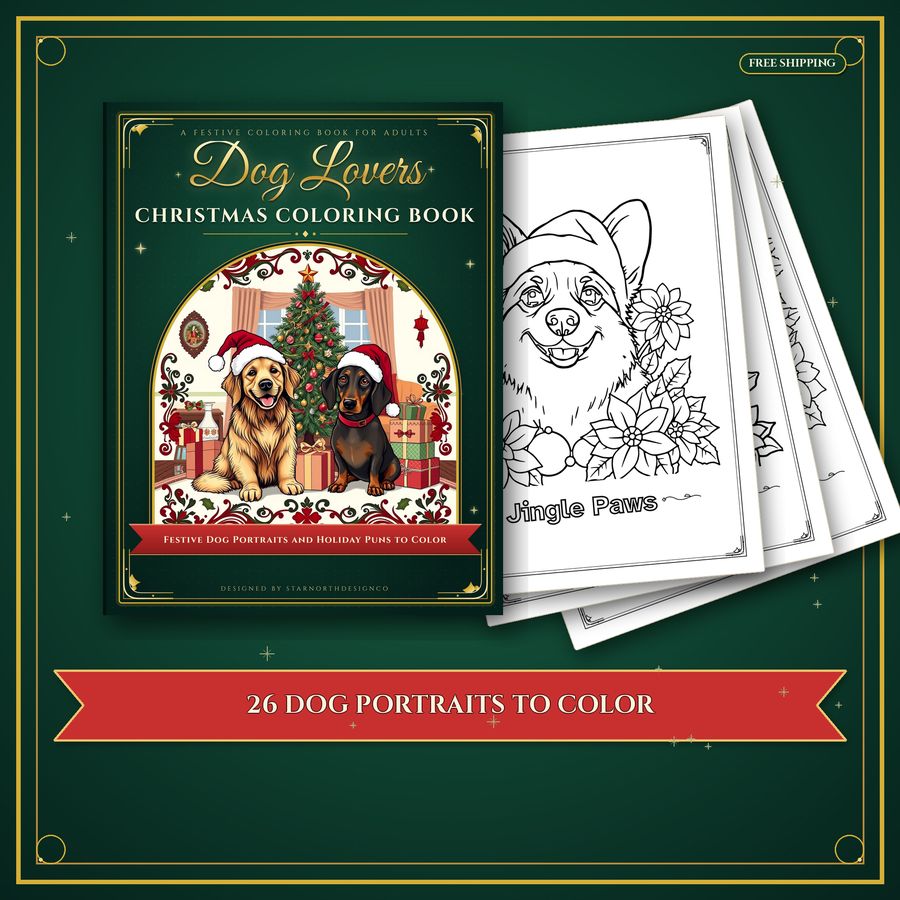 FREE SHIPPING
A FESTIVE COLORING BOOK FOR ADULTS
Dog Lovers
CHRISTMAS COLORING BOOK
FESTIVE DOG PORTRAITS AND HOLIDAY PUNS TO COLOR
DESIGNED BY STARNORTHDESIGNCO
Jingle Paws
26 DOG PORTRAITS TO COLOR